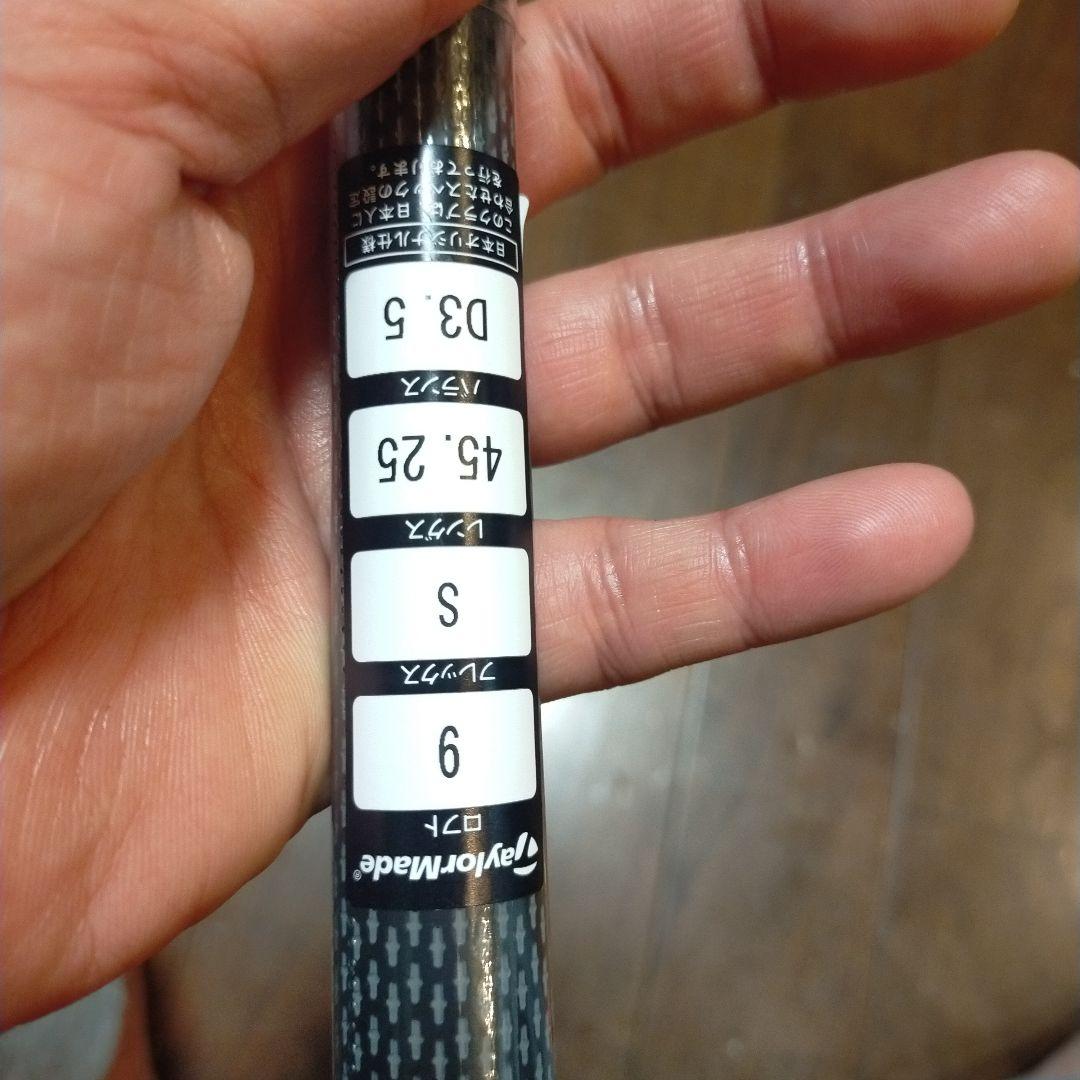 TaylorMade®
ロフト
9
フレックス
S
レングス
45.25
バランス
D3.5
日本オリジナル仕様
このクラブは、日本人に
合わせたスペックの設定
を行っております。